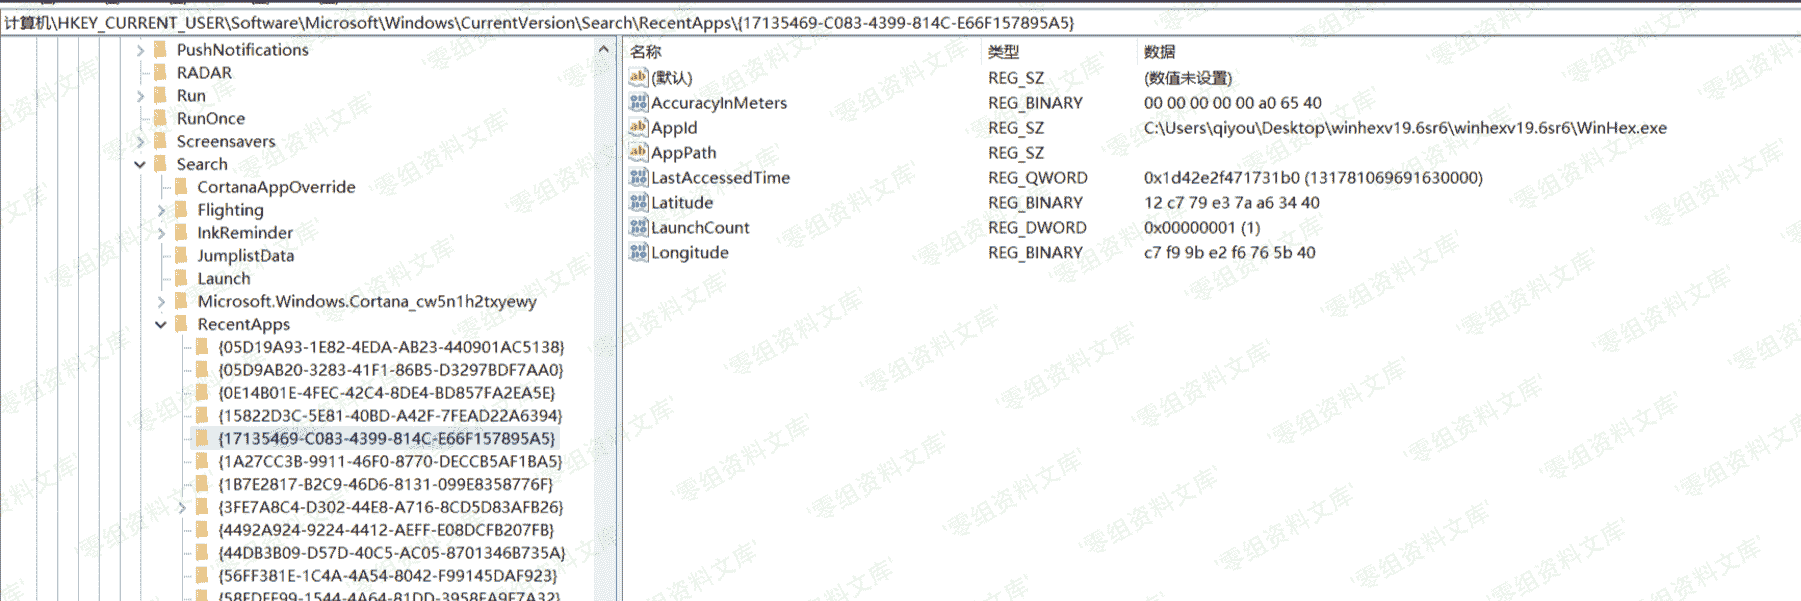 计算机\HKEY_CURRENT_USER\Software\Microsoft\Windows\CurrentVersion\Search\RecentApps\{17135469-C083-4399-814C-E66F157895A5}
PushNotifications
RADAR
Run
RunOnce
Screensavers
Search
CortanaAppOverride
Flighting
InkReminder
JumplistData
Launch
Microsoft.Windows.Cortana_cw5n1h2txyewy
RecentApps
{05D19A93-1E82-4EDA-AB23-440901AC5138}
{05D9AB20-3283-41F1-86B5-D3297BDF7AA0}
{0E14B01E-4FEC-42C4-8DE4-BD857FA2EA5E}
{15822D3C-5E81-40BD-A42F-7FEAD22A6394}
{17135469-C083-4399-814C-E66F157895A5}
{1A27CC3B-9911-46F0-8770-DECCB5AF1BA5}
{1B7E2817-B2C9-46D6-8131-099E8358776F}
{3FE7A8C4-D302-44E8-A716-8CD5D83AFB26}
{4492A924-9224-4412-AEFF-E08DCFB207FB}
{44DB3B09-D57D-40C5-AC05-8701346B735A}
{56FF381E-1C4A-4A54-8042-F99145DAF923}
名称 类型 数据
(默认) REG_SZ (数值未设置)
AccuracyInMeters REG_BINARY 00 00 00 00 00 a0 65 40
AppId REG_SZ C:\Users\qiyou\Desktop\winhexv19.6sr6\winhexv19.6sr6\WinHex.exe
AppPath REG_SZ
LastAccessedTime REG_QWORD 0x1d42e2f471731b0 (131781069691630000)
Latitude REG_BINARY 12 c7 79 e3 7a a6 34 40
LaunchCount REG_DWORD 0x00000001 (1)
Longitude REG_BINARY c7 f9 9b e2 f6 76 5b 40
'零组资料文库'